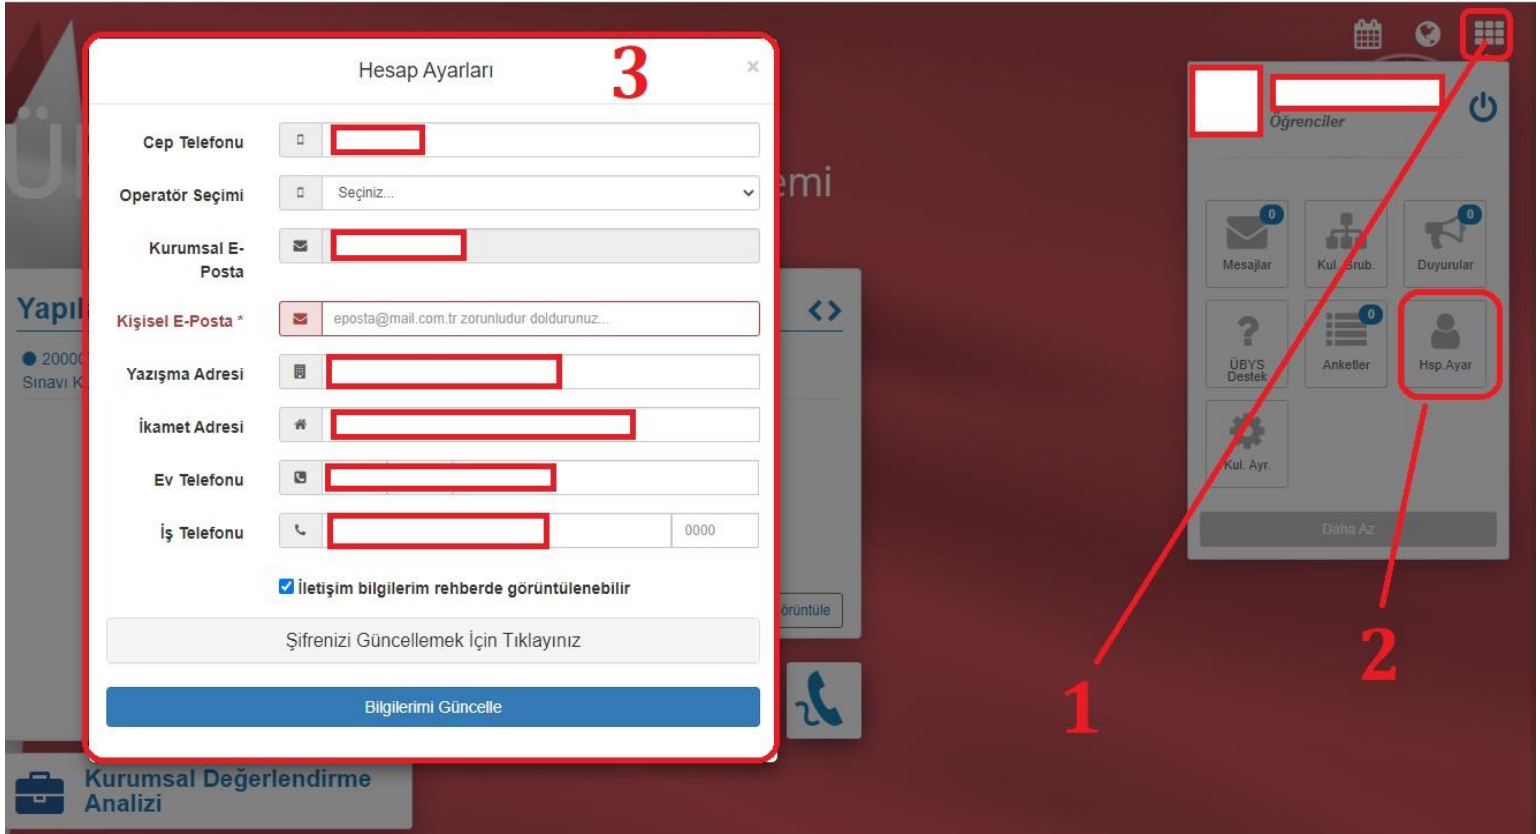 Hesap Ayarları
3
×
Cep Telefonu
Operatör Seçimi
Seçiniz...
Kurumsal E-
Posta
Kişisel E-Posta *
eposta@mail.com.tr zorunludur doldurunuz...
Yazışma Adresi
İkamet Adresi
Ev Telefonu
İş Telefonu
0000
İletişim bilgilerim rehberde görüntülenebilir
Şifrenizi Güncellemek İçin Tıklayınız
Bilgilerimi Güncelle
emi
Kurumsal Değerlendirme
Analizi
Öğrenciler
0
0
Mesajlar
Kul. Grub.
Duyurular
0
ÜBYS
Destek
Anketler
Hsp.Ayar
Kul. Ayr.
Daha Az
1
2